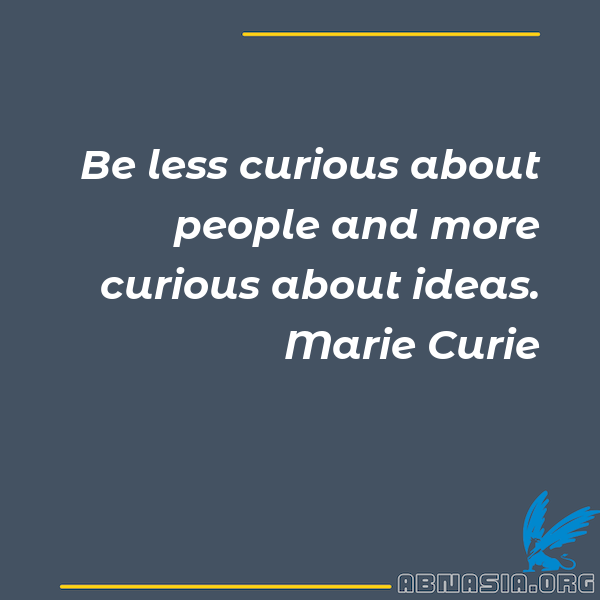 Be less curious about
people and more
curious about ideas.
Marie Curie
ABNASIA.ORG